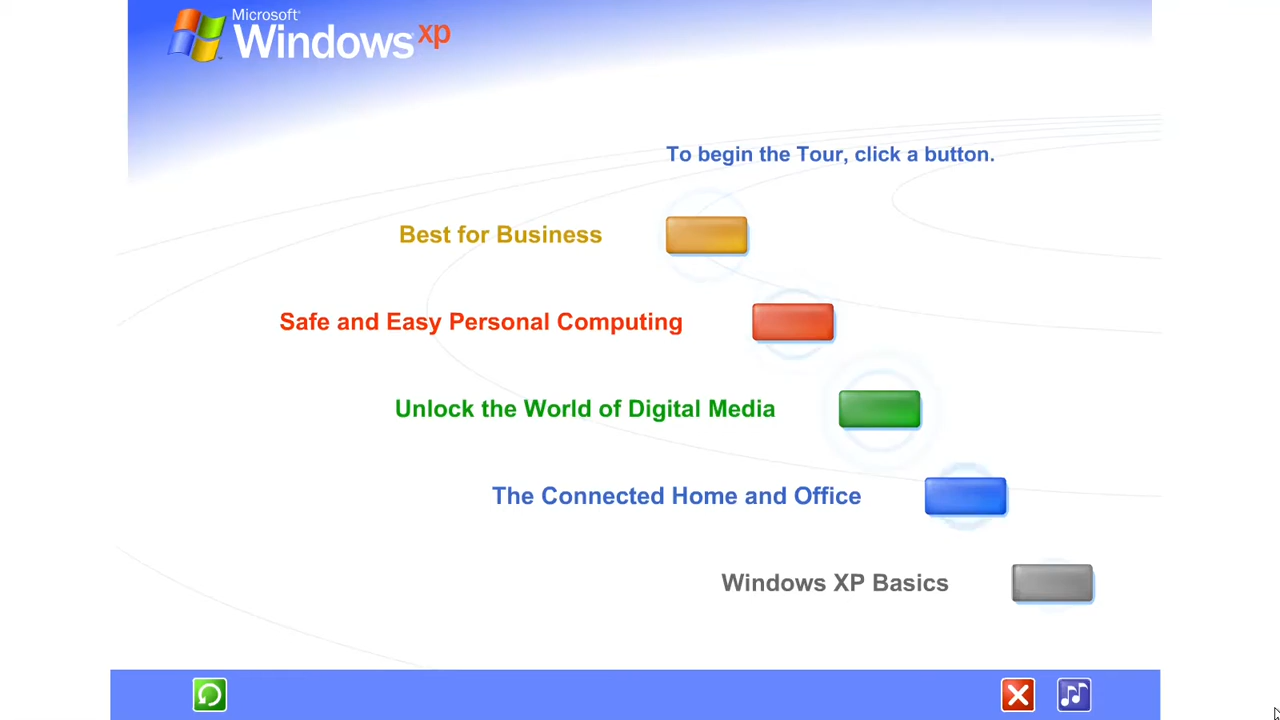 Microsoft®
Windows xp
To begin the Tour, click a button.
Best for Business
Safe and Easy Personal Computing
Unlock the World of Digital Media
The Connected Home and Office
Windows XP Basics